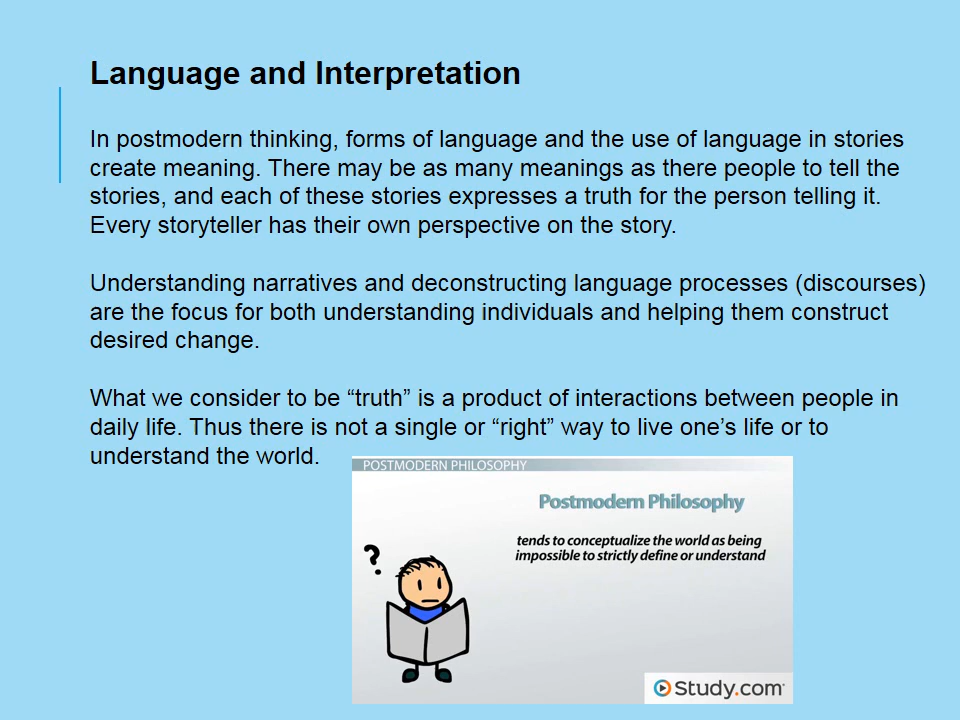 Language and Interpretation
In postmodern thinking, forms of language and the use of language in stories
create meaning. There may be as many meanings as there people to tell the
stories, and each of these stories expresses a truth for the person telling it.
Every storyteller has their own perspective on the story.
Understanding narratives and deconstructing language processes (discourses)
are the focus for both understanding individuals and helping them construct
desired change.
What we consider to be “truth” is a product of interactions between people in
daily life. Thus there is not a single or “right” way to live one’s life or to
understand the world.
POSTMODERN PHILOSOPHY
Postmodern Philosophy
tends to conceptualize the world as being
impossible to strictly define or understand
?
Study.com